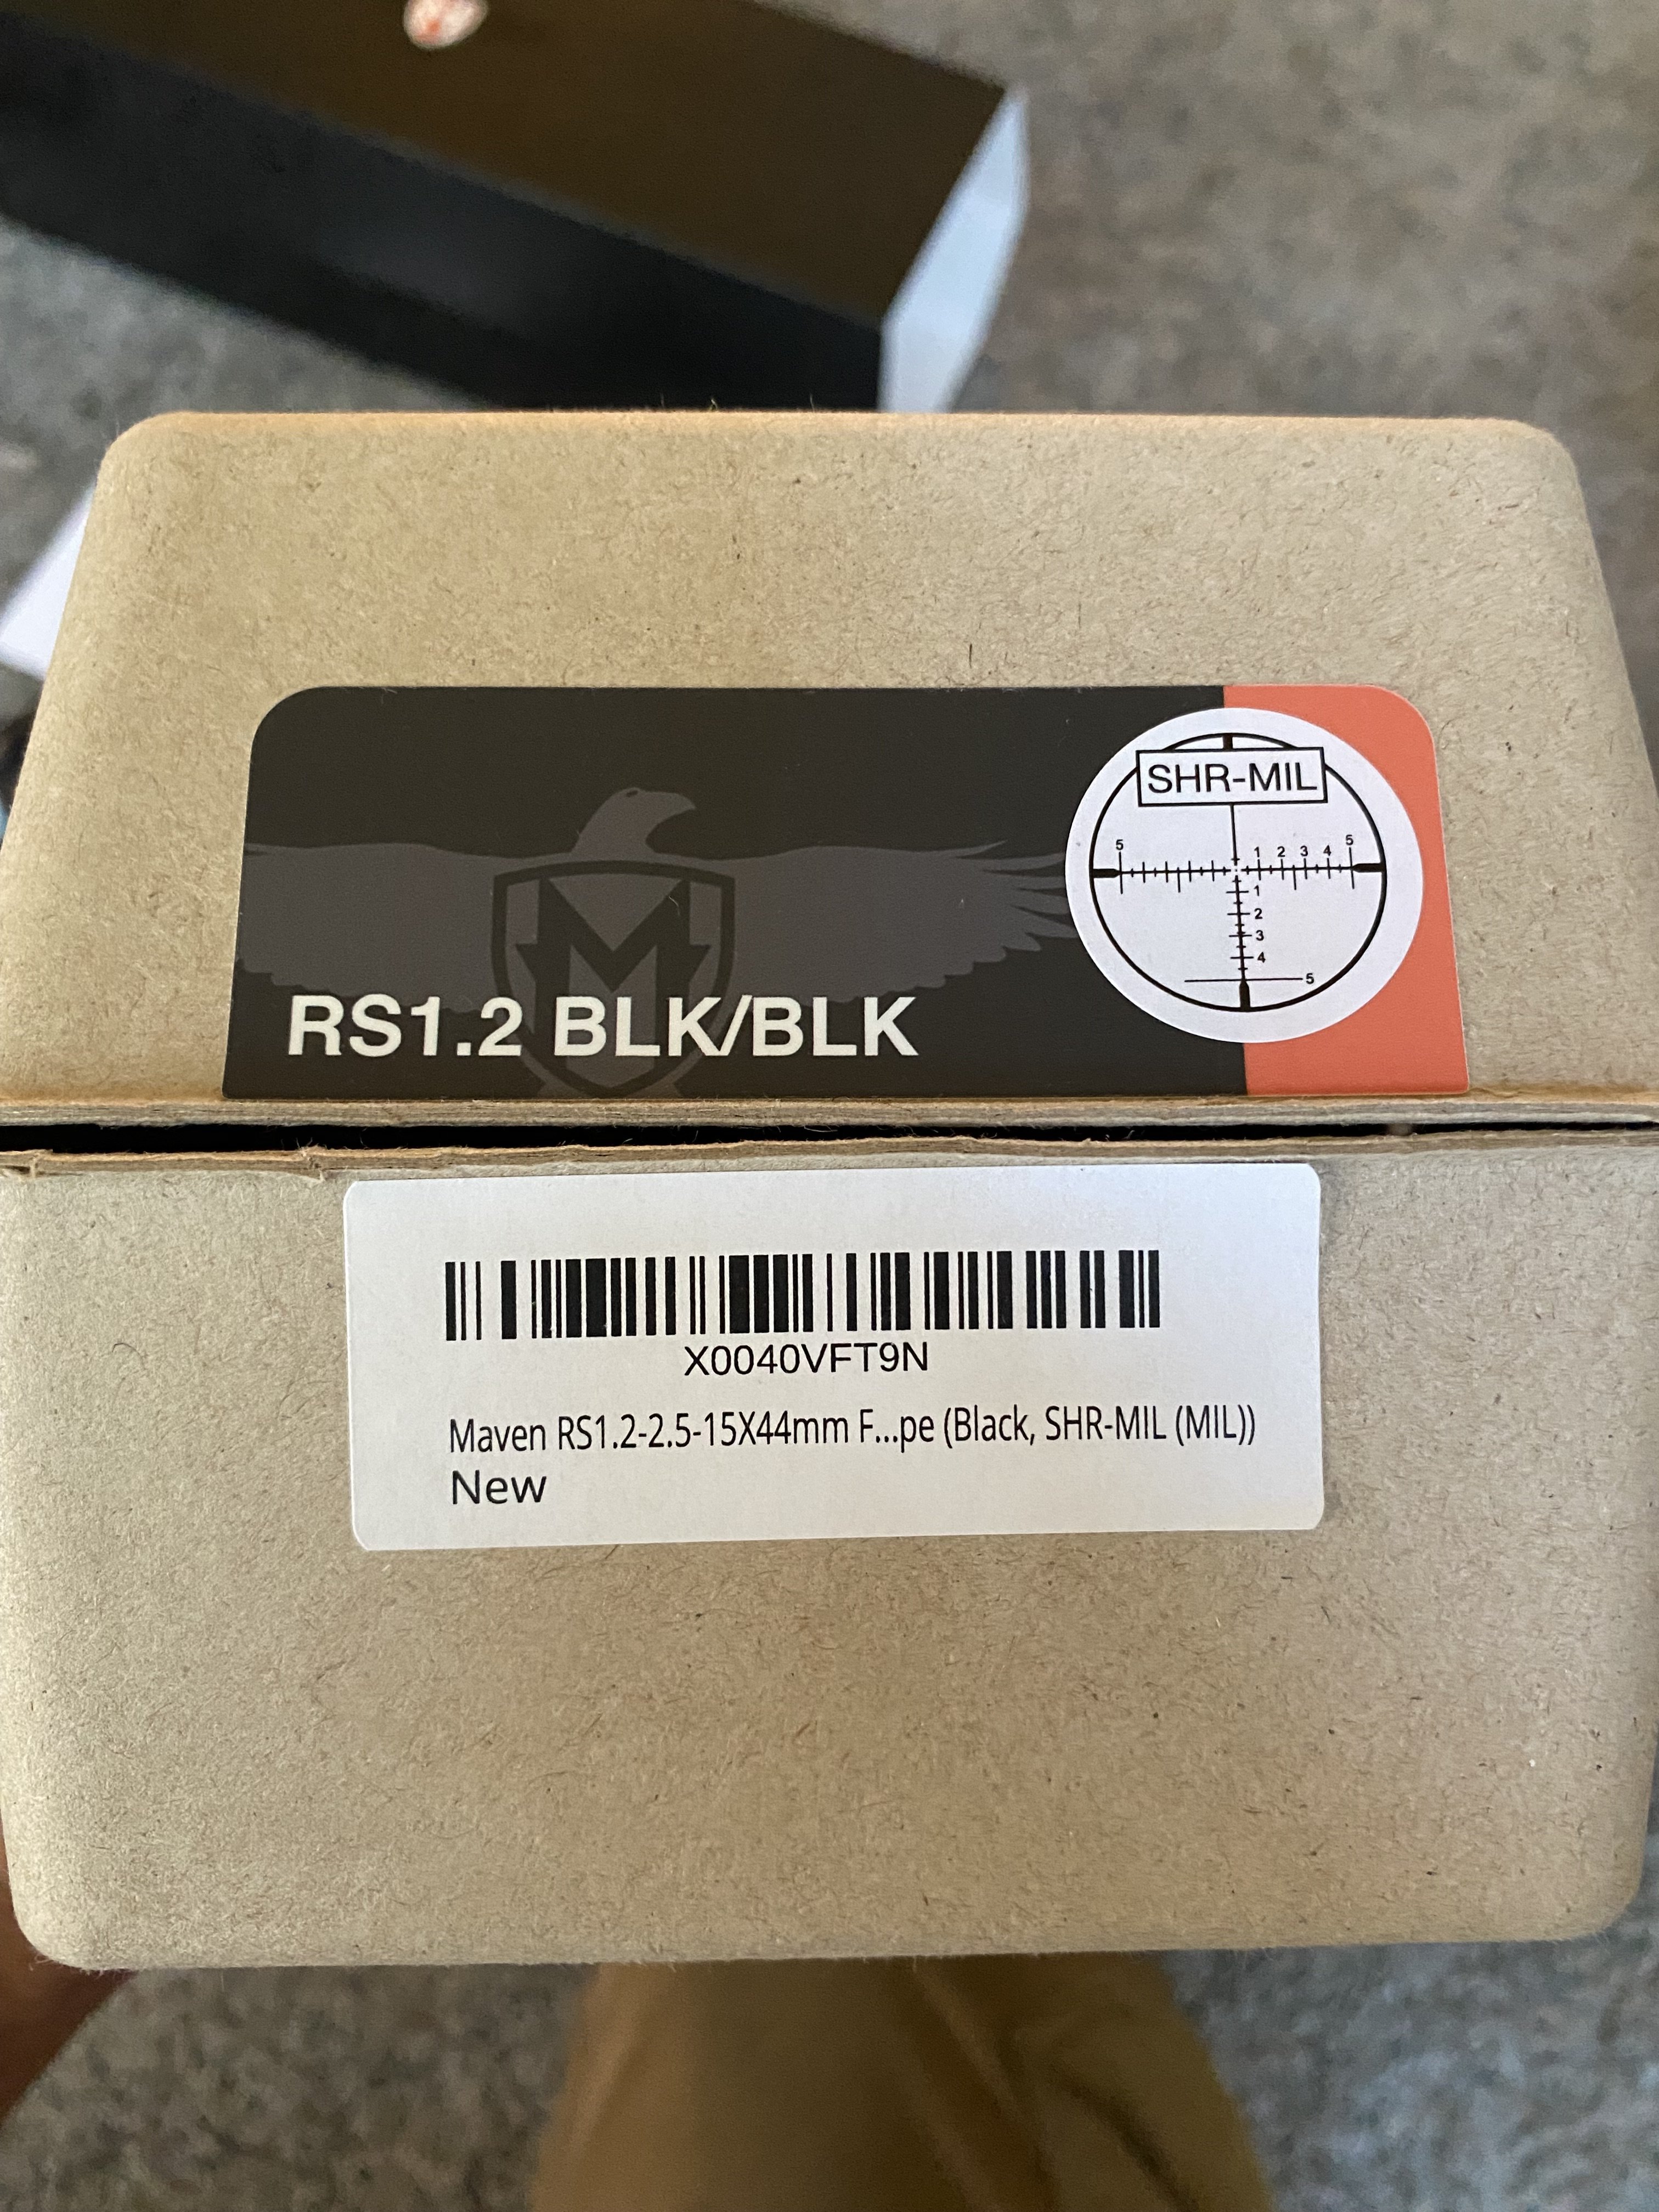 SHR-MIL
5 1 2 3 4 5
1
2
3
4
5
M
RS1.2 BLK/BLK
X0040VFT9N
Maven RS1.2-2.5-15X44mm F...pe (Black, SHR-MIL (MIL))
New